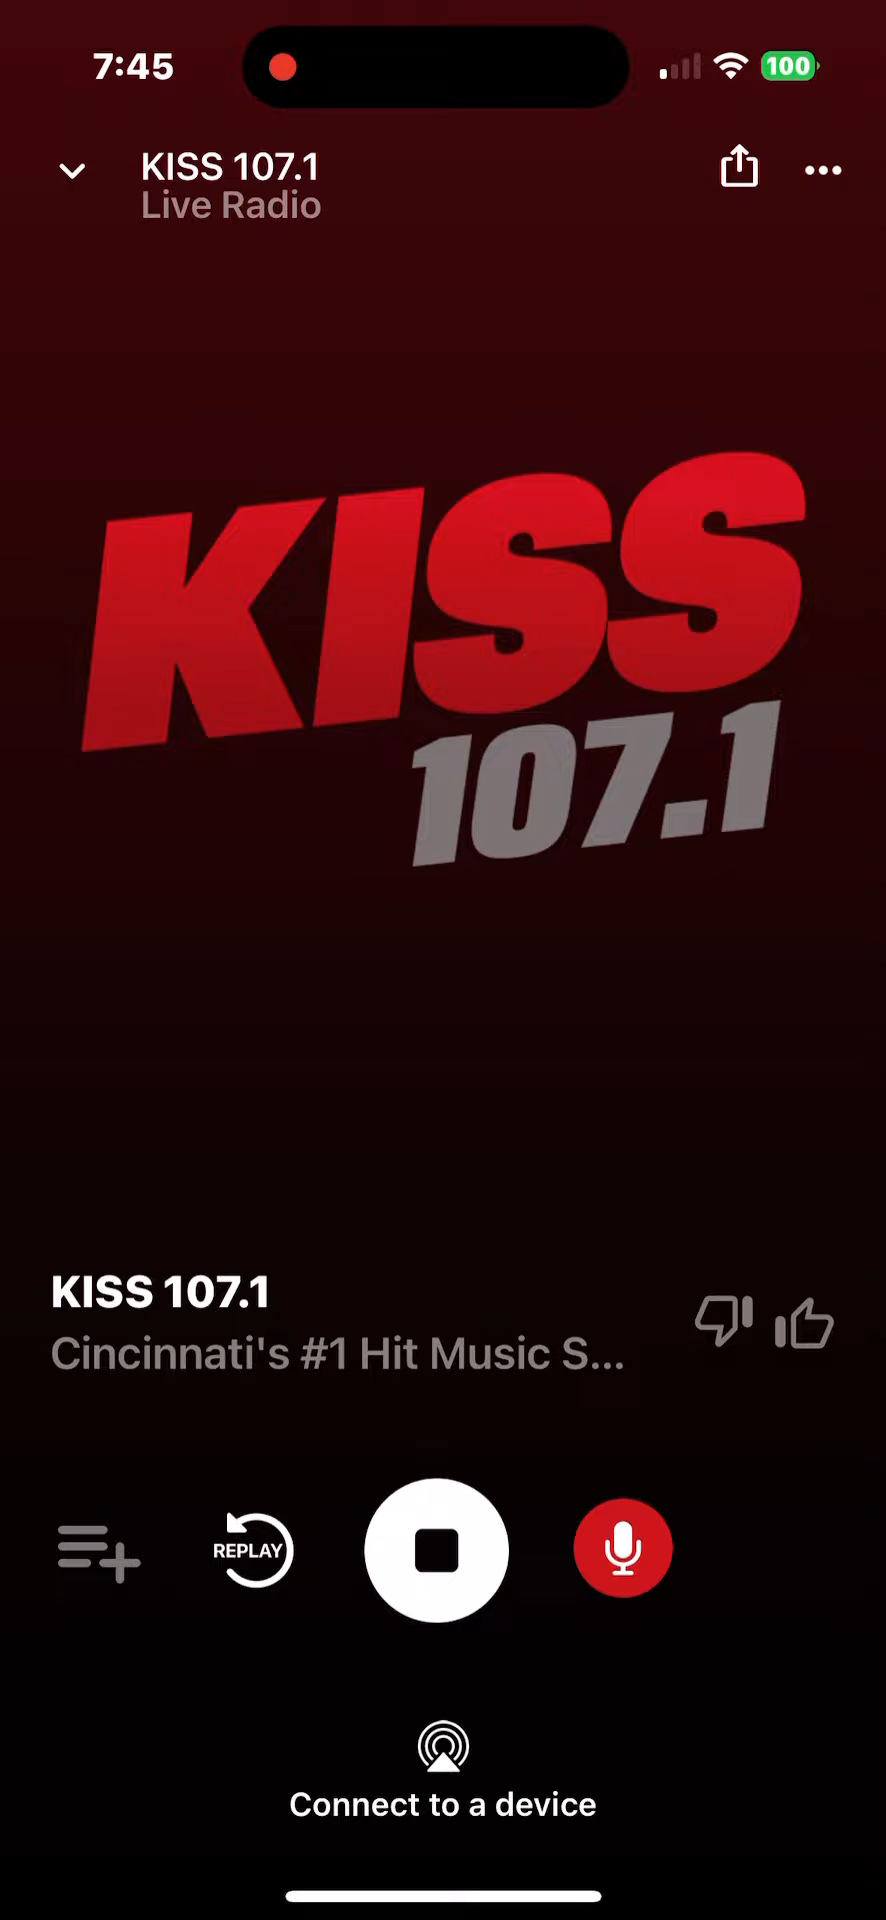 7:45
100
KISS 107.1
Live Radio
KISS
107.1
KISS 107.1
Cincinnati's #1 Hit Music S...
REPLAY
Connect to a device